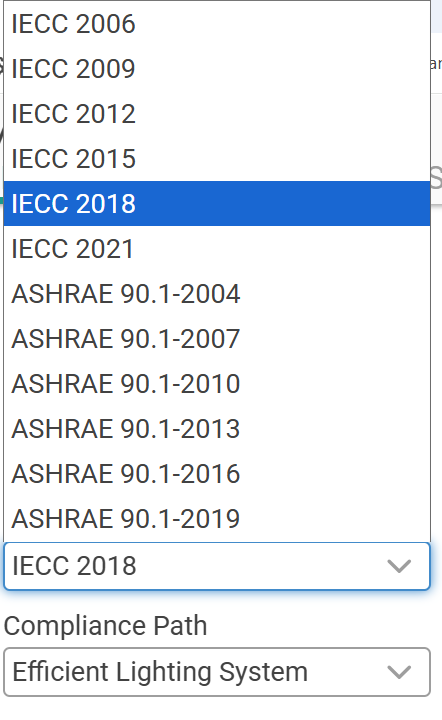 IECC 2006
IECC 2009
IECC 2012
IECC 2015
IECC 2018
IECC 2021
ASHRAE 90.1-2004
ASHRAE 90.1-2007
ASHRAE 90.1-2010
ASHRAE 90.1-2013
ASHRAE 90.1-2016
ASHRAE 90.1-2019
IECC 2018
Compliance Path
Efficient Lighting System